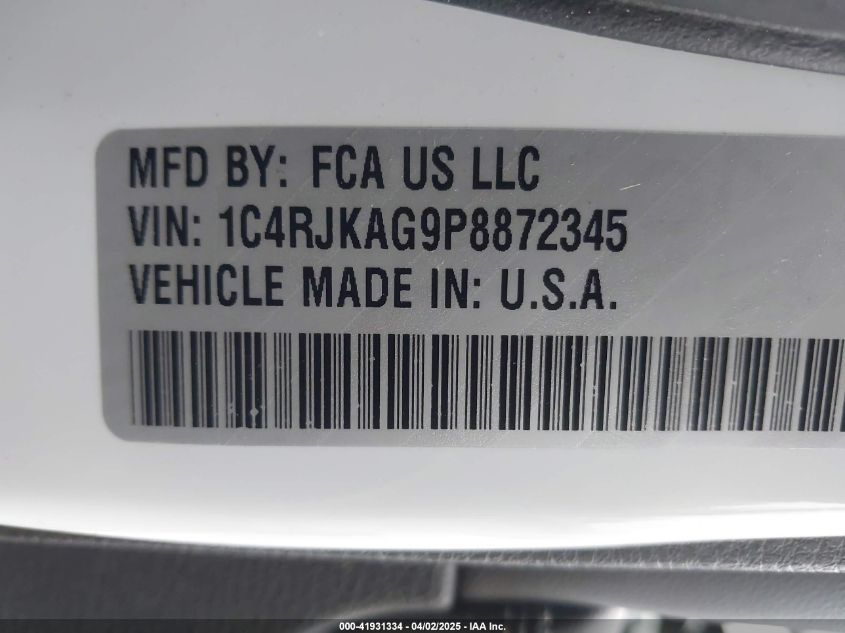 MFD BY: FCA US LLC
VIN: 1C4RJKAG9P8872345
VEHICLE MADE IN: U.S.A.
000-41931334 - 04/02/2025 - IAA Inc.